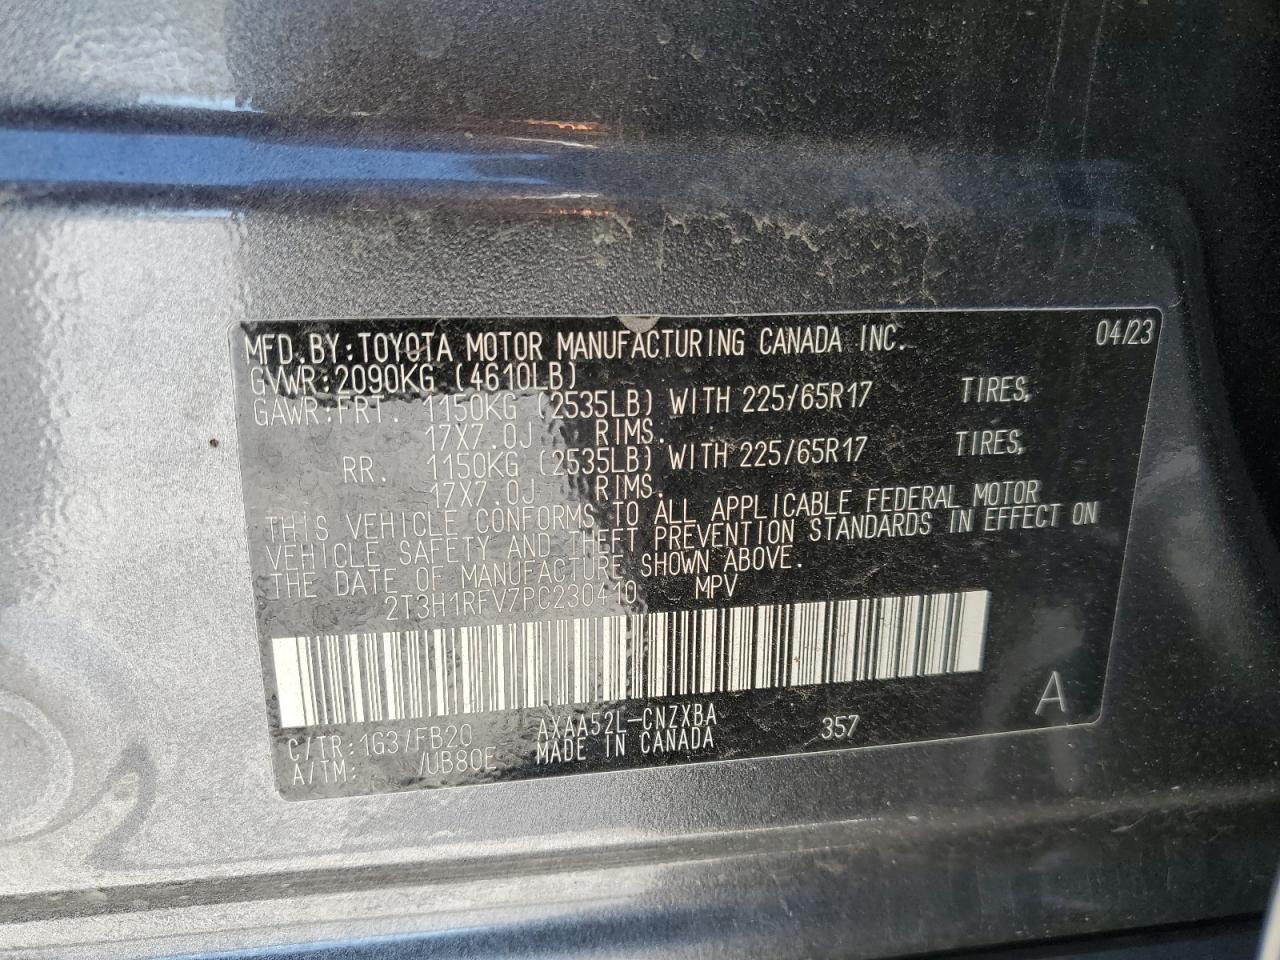 MFD.BY:TOYOTA MOTOR MANUFACTURING CANADA INC. 04/23
GVWR:2090KG (4610LB)
GAWR:FRT. 1150KG (2535LB) WITH 225/65R17 TIRES,
17X7.0J RIMS.
RR. 1150KG (2535LB) WITH 225/65R17 TIRES,
17X7.0J RIMS.
THIS VEHICLE CONFORMS TO ALL APPLICABLE FEDERAL MOTOR
VEHICLE SAFETY AND THEFT PREVENTION STANDARDS IN EFFECT ON
THE DATE OF MANUFACTURE SHOWN ABOVE.
2T3H1RFV7PC230410 MPV
C/TR:1G3/FB20 AXAA52L-CNZXBA 357 A
A/TM: /UB80E MADE IN CANADA